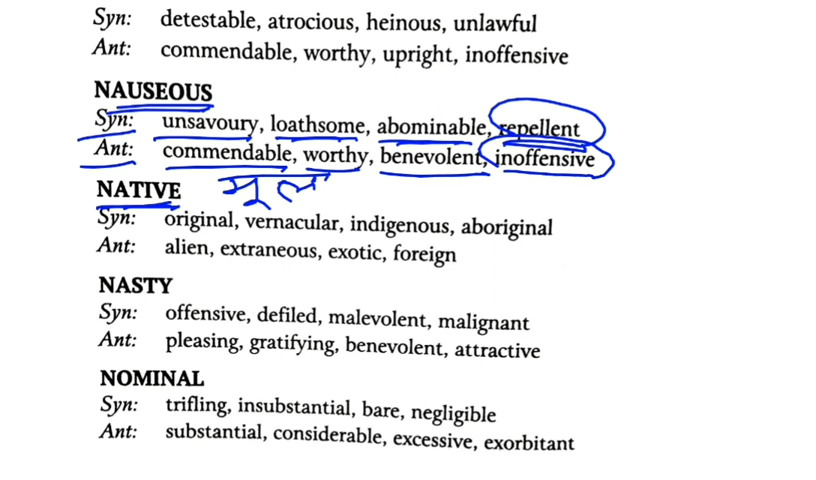 Syn: detestable, atrocious, heinous, unlawful
Ant: commendable, worthy, upright, inoffensive
NAUSEOUS
Syn: unsavoury, loathsome, abominable, repellent
Ant: commendable, worthy, benevolent, inoffensive
NATIVE
Syn: original, vernacular, indigenous, aboriginal
Ant: alien, extraneous, exotic, foreign
NASTY
Syn: offensive, defiled, malevolent, malignant
Ant: pleasing, gratifying, benevolent, attractive
NOMINAL
Syn: trifling, insubstantial, bare, negligible
Ant: substantial, considerable, excessive, exorbitant